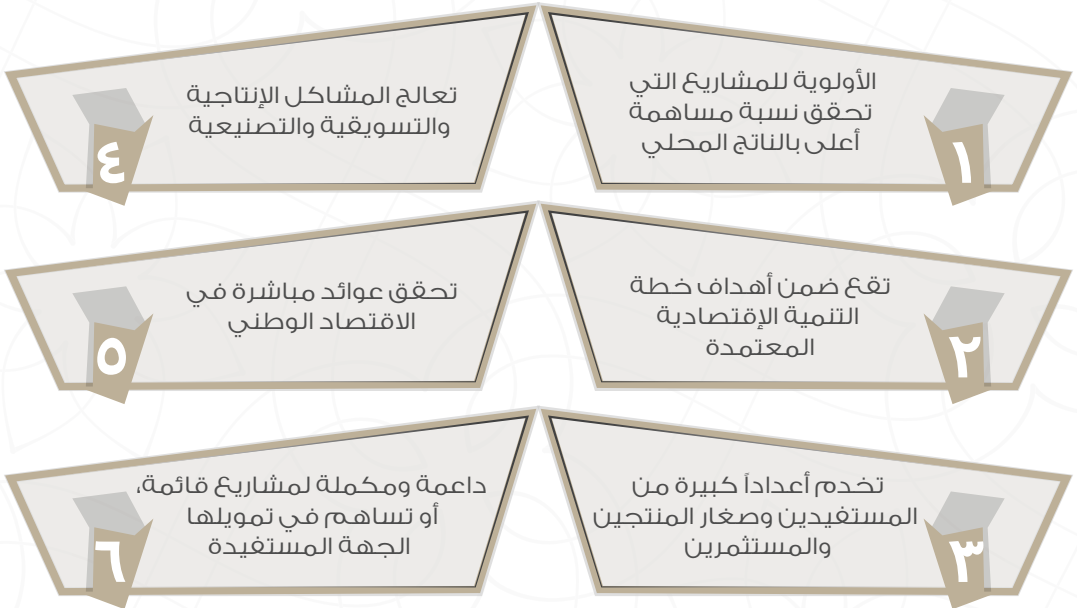 ١
الأولوية للمشاريع التي
تحقق نسبة مساهمة
أعلى بالناتج المحلي
٢
تقع ضمن أهداف خطة
التنمية الإقتصادية
المعتمدة
٣
تخدم أعداداً كبيرة من
المستفيدين وصغار المنتجين
والمستثمرين
٤
تعالج المشاكل الإنتاجية
والتسويقية والتصنيعية
٥
تحقق عوائد مباشرة في
الاقتصاد الوطني
٦
داعمة ومكملة لمشاريع قائمة،
أو تساهم في تمويلها
الجهة المستفيدة